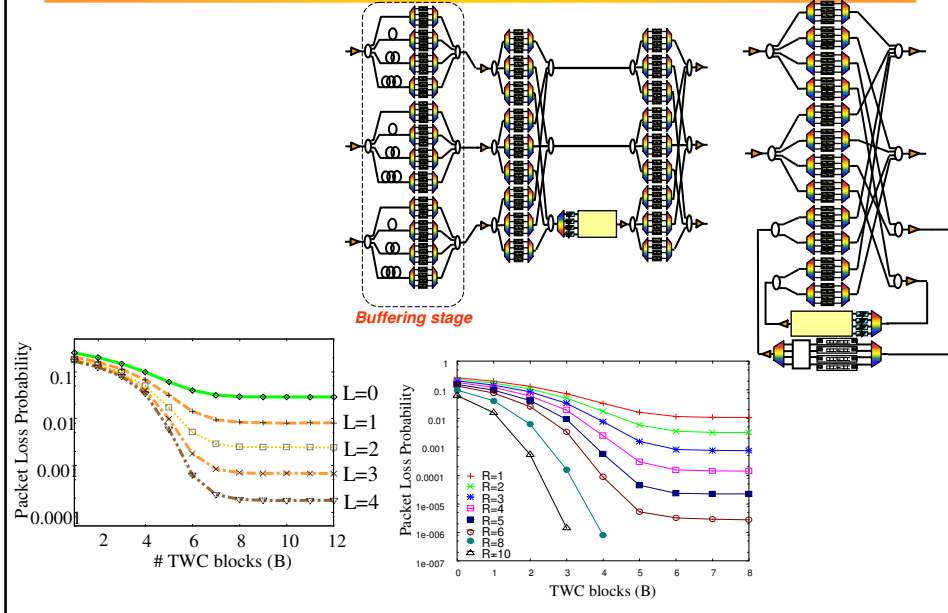 Buffering stage
Packet Loss Probability
0.1
0.01
0.001
0.0001
L=0
L=1
L=2
L=3
L=4
2 4 6 8 10 12
# TWC blocks (B)
Packet Loss Probability
1
0.1
0.01
0.001
0.0001
1e-005
1e-006
1e-007
R=1
R=2
R=3
R=4
R=5
R=6
R=8
R=10
0 1 2 3 4 5 6 7 8
TWC blocks (B)